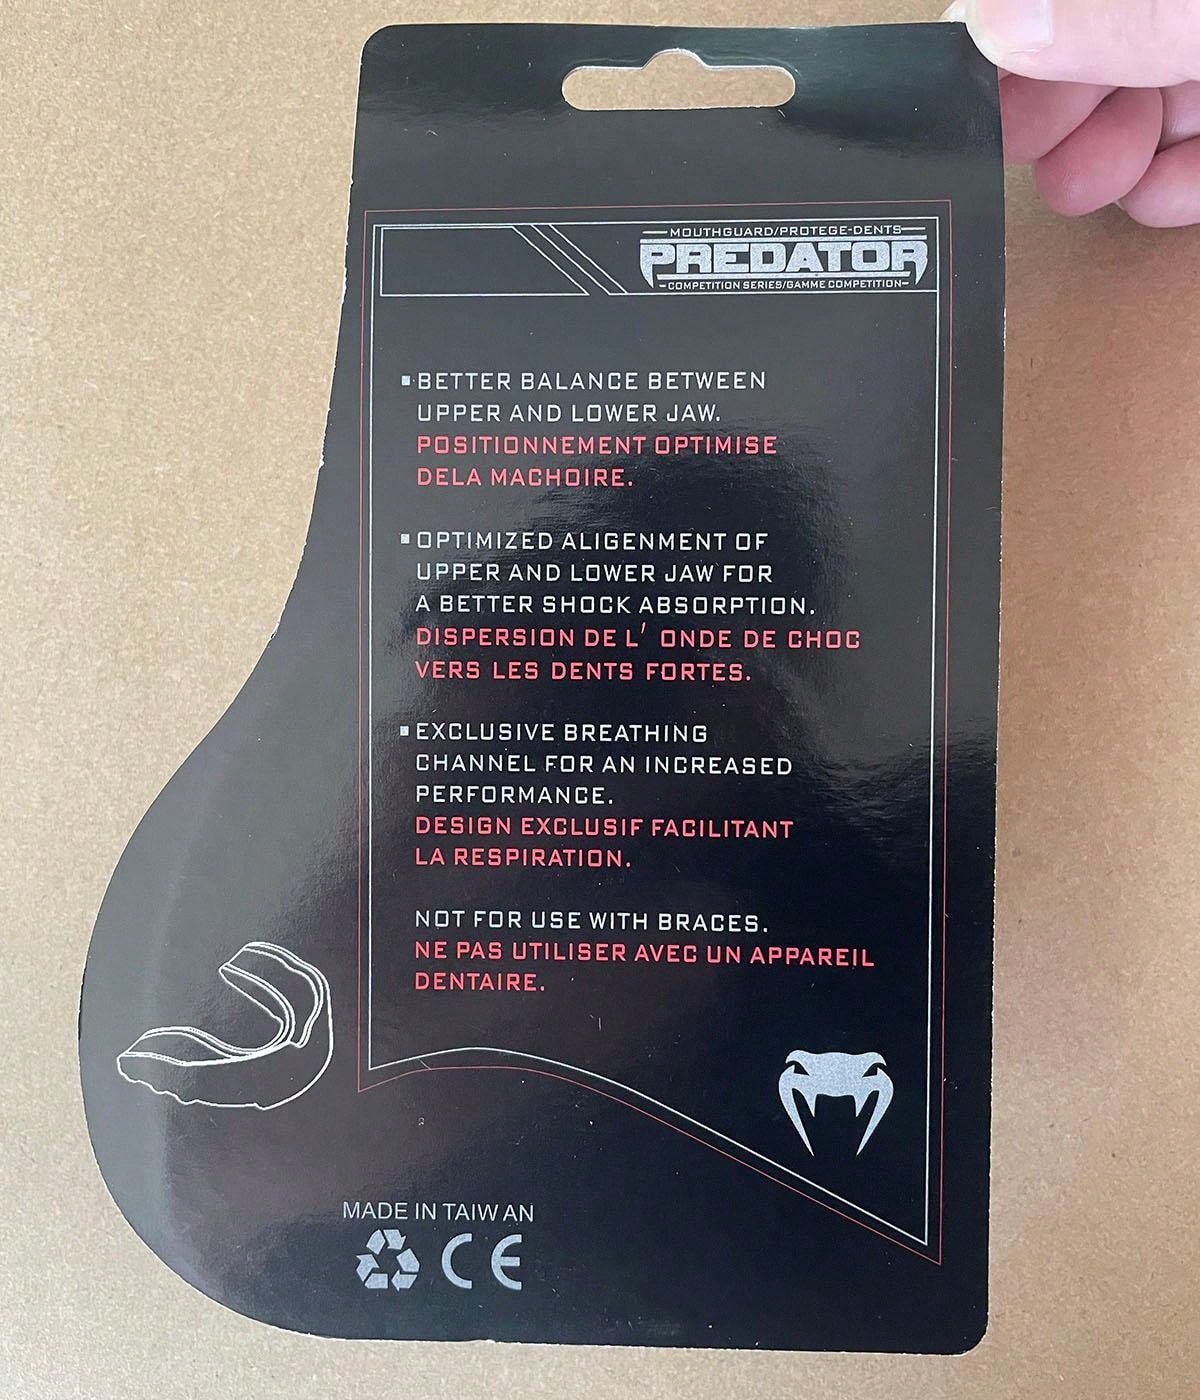 MOUTHGUARD/PROTEGE-DENTS
PREDATOR
COMPETITION SERIES/GAMME COMPETITION
BETTER BALANCE BETWEEN
UPPER AND LOWER JAW.
POSITIONNEMENT OPTIMISE
DELA MACHOIRE.
OPTIMIZED ALIGENMENT OF
UPPER AND LOWER JAW FOR
A BETTER SHOCK ABSORPTION.
DISPERSION DE L' ONDE DE CHOC
VERS LES DENTS FORTES.
EXCLUSIVE BREATHING
CHANNEL FOR AN INCREASED
PERFORMANCE.
DESIGN EXCLUSIF FACILITANT
LA RESPIRATION.
NOT FOR USE WITH BRACES.
NE PAS UTILISER AVEC UN APPAREIL
DENTAIRE.
MADE IN TAIW AN
CE